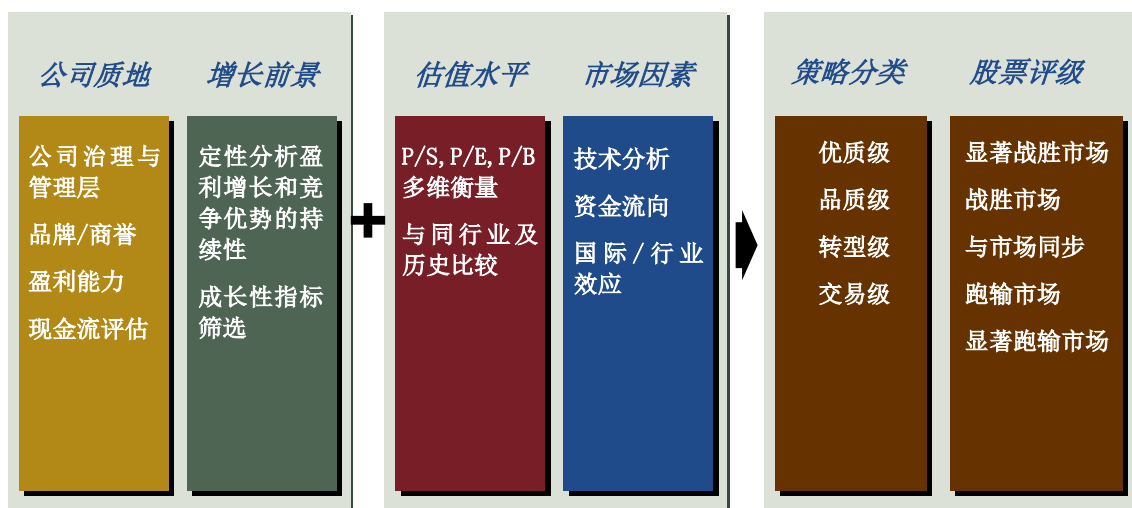 公司质地
公司治理与
管理层
品牌/商誉
盈利能力
现金流评估
增长前景
定性分析盈
利增长和竞
争优势的持
续性
成长性指标
筛选
估值水平
P/S,P/E,P/B
多维衡量
与同行业及
历史比较
市场因素
技术分析
资金流向
国际/行业
效应
策略分类
优质级
品质级
转型级
交易级
股票评级
显著战胜市场
战胜市场
与市场同步
跑输市场
显著跑输市场